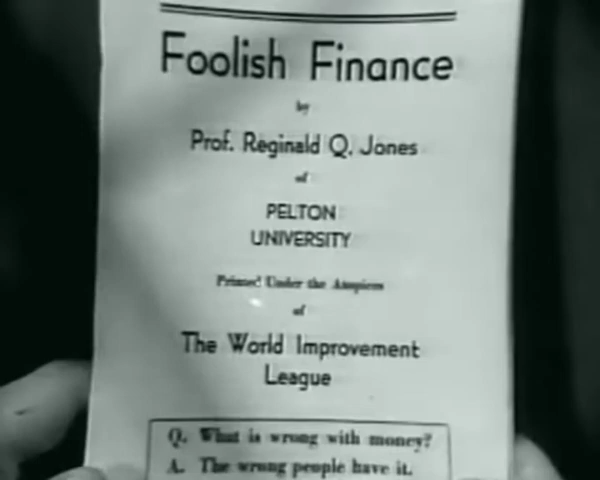 Foolish Finance
by
Prof. Reginald Q. Jones
of
PELTON
UNIVERSITY
Printed Under the Auspices
of
The World Improvement
League
Q. What is wrong with money?
A. The wrong people have it.